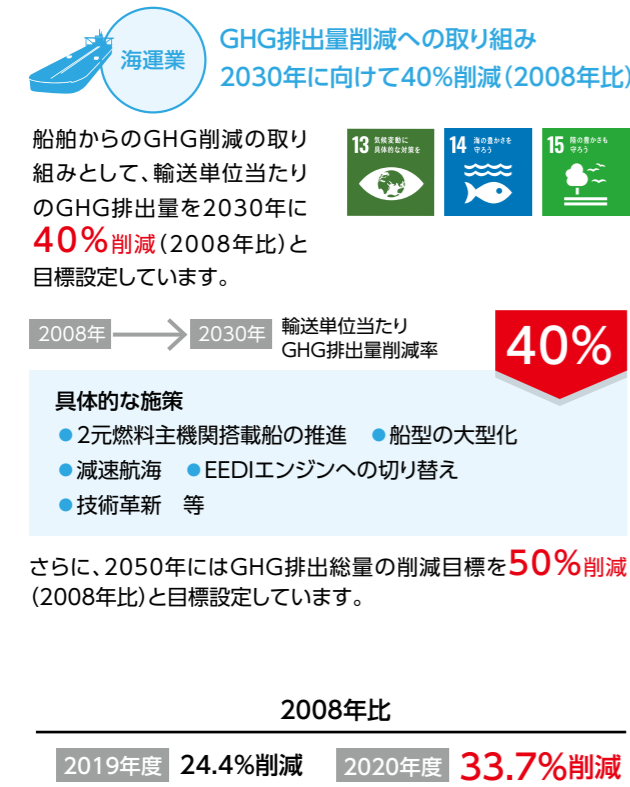 海運業
GHG排出量削減への取り組み
2030年に向けて40%削減（2008年比）
船舶からのGHG削減の取り
組みとして、輸送単位当たり
のGHG排出量を2030年に
40%削減（2008年比）と
目標設定しています。
13 気候変動に
具体的な対策を
14 海の豊かさを
守ろう
15 陸の豊かさも
守ろう
2008年 2030年 輸送単位当たり
GHG排出量削減率
40%
具体的な施策
●2元燃料主機関搭載船の推進 ●船型の大型化
●減速航海 ●EEDIエンジンへの切り替え
●技術革新 等
さらに、2050年にはGHG排出総量の削減目標を50%削減
（2008年比）と目標設定しています。
2008年比
2019年度 24.4%削減 2020年度 33.7%削減